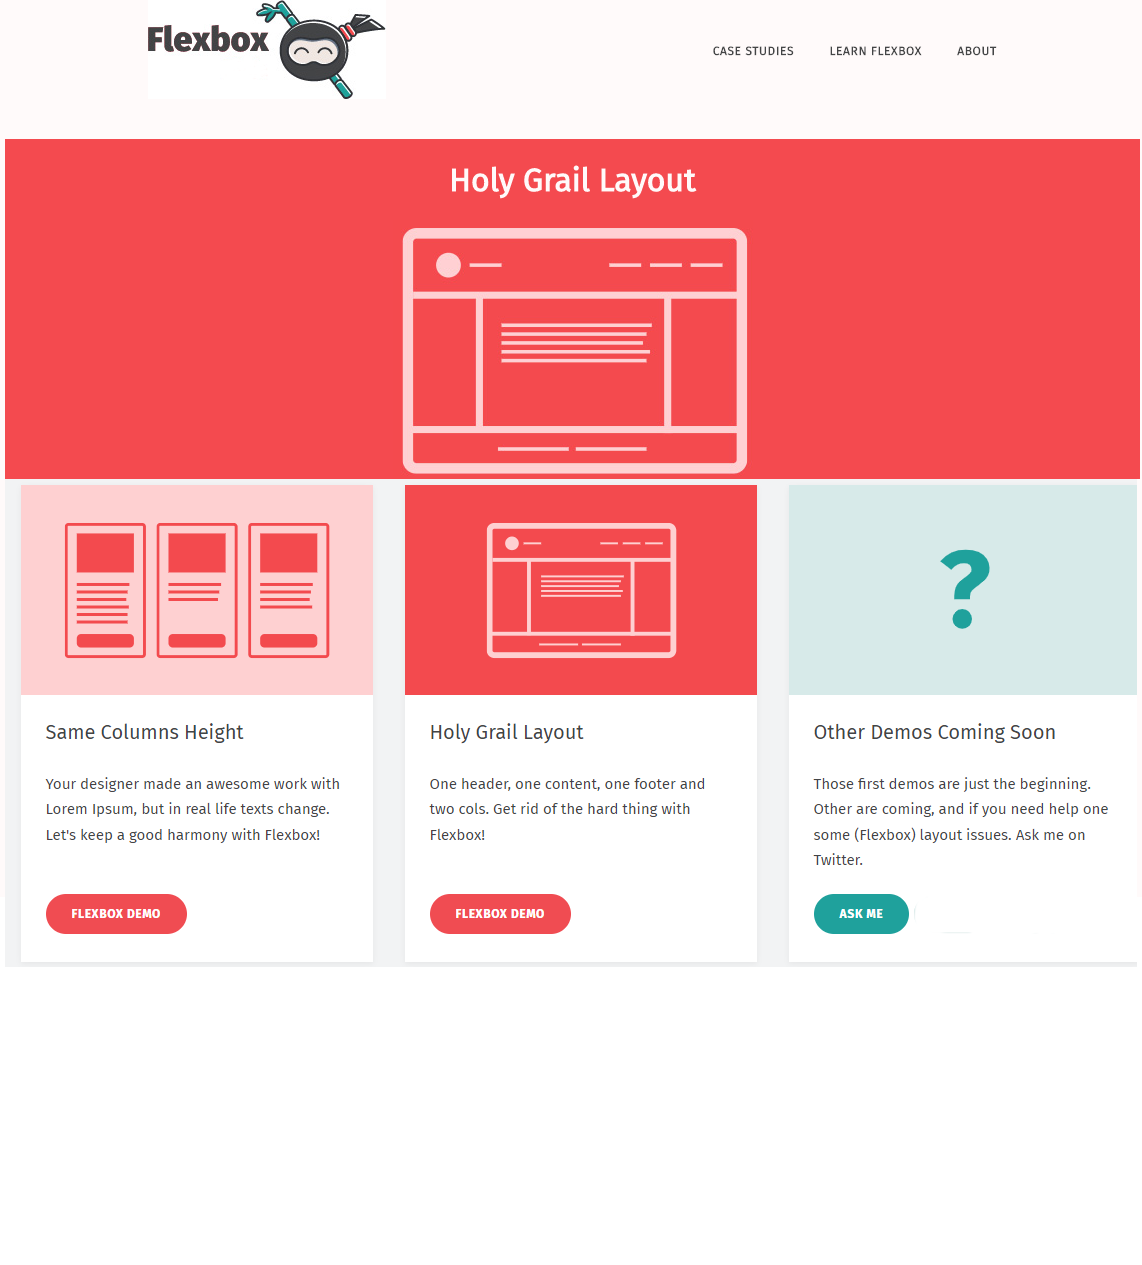 Flexbox
CASE STUDIES
LEARN FLEXBOX
ABOUT
Holy Grail Layout
Same Columns Height
Your designer made an awesome work with
Lorem Ipsum, but in real life texts change.
Let's keep a good harmony with Flexbox!
FLEXBOX DEMO
Holy Grail Layout
One header, one content, one footer and
two cols. Get rid of the hard thing with
Flexbox!
FLEXBOX DEMO
?
Other Demos Coming Soon
Those first demos are just the beginning.
Other are coming, and if you need help one
some (Flexbox) layout issues. Ask me on
Twitter.
ASK ME